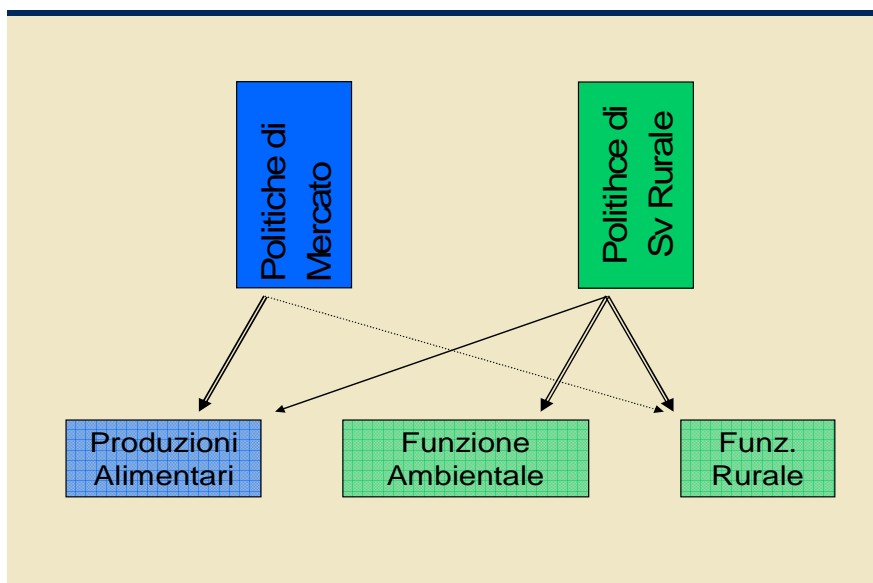 Politiche di
Mercato
Politihce di
Sv Rurale
Produzioni
Alimentari
Funzione
Ambientale
Funz.
Rurale